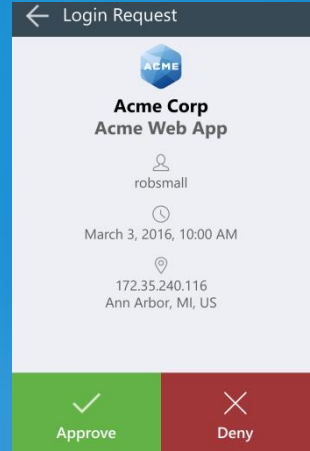 Login Request
ACME
Acme Corp
Acme Web App
robsmall
March 3, 2016, 10:00 AM
172.35.240.116
Ann Arbor, MI, US
Approve
Deny